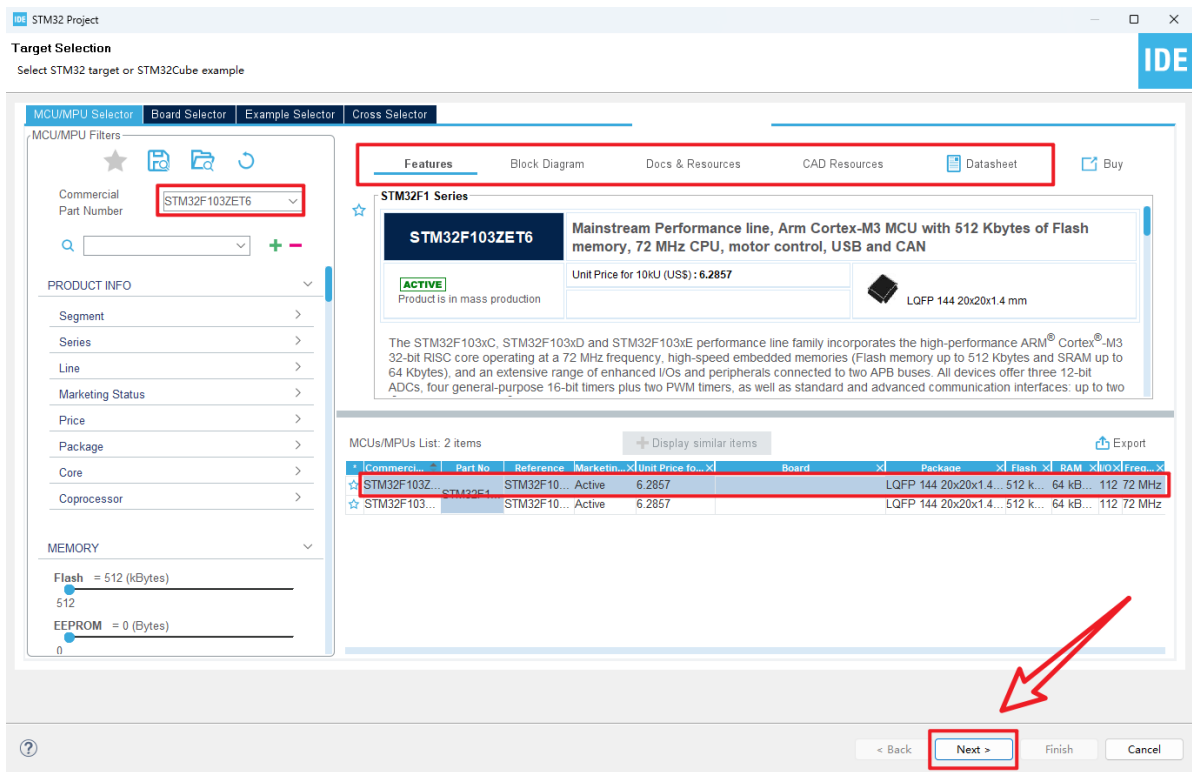 IDE STM32 Project
Target Selection
Select STM32 target or STM32Cube example
IDE
MCU/MPU Selector Board Selector Example Selector Cross Selector
MCU/MPU Filters
Commercial
Part Number
STM32F103ZET6
PRODUCT INFO
Segment
Series
Line
Marketing Status
Price
Package
Core
Coprocessor
MEMORY
Flash = 512 (kBytes)
512
EEPROM = 0 (Bytes)
0
Features Block Diagram Docs & Resources CAD Resources Datasheet Buy
STM32F1 Series
STM32F103ZET6
Mainstream Performance line, Arm Cortex-M3 MCU with 512 Kbytes of Flash
memory, 72 MHz CPU, motor control, USB and CAN
ACTIVE
Product is in mass production
Unit Price for 10kU (US$) : 6.2857
LQFP 144 20x20x1.4 mm
The STM32F103xC, STM32F103xD and STM32F103xE performance line family incorporates the high-performance ARM® Cortex®-M3
32-bit RISC core operating at a 72 MHz frequency, high-speed embedded memories (Flash memory up to 512 Kbytes and SRAM up to
64 Kbytes), and an extensive range of enhanced I/Os and peripherals connected to two APB buses. All devices offer three 12-bit
ADCs, four general-purpose 16-bit timers plus two PWM timers, as well as standard and advanced communication interfaces: up to two
MCUs/MPUs List: 2 items
Display similar items
Export
* Commerci... Part No Reference Marketin... X Unit Price fo... X Board X Package X Flash X RAM X I/O X Freq... X
STM32F103Z... STM32F1... STM32F10... Active 6.2857 LQFP 144 20x20x1.4... 512 k... 64 kB... 112 72 MHz
STM32F103... STM32F10... Active 6.2857 LQFP 144 20x20x1.4... 512 k... 64 kB... 112 72 MHz
? < Back Next > Finish Cancel